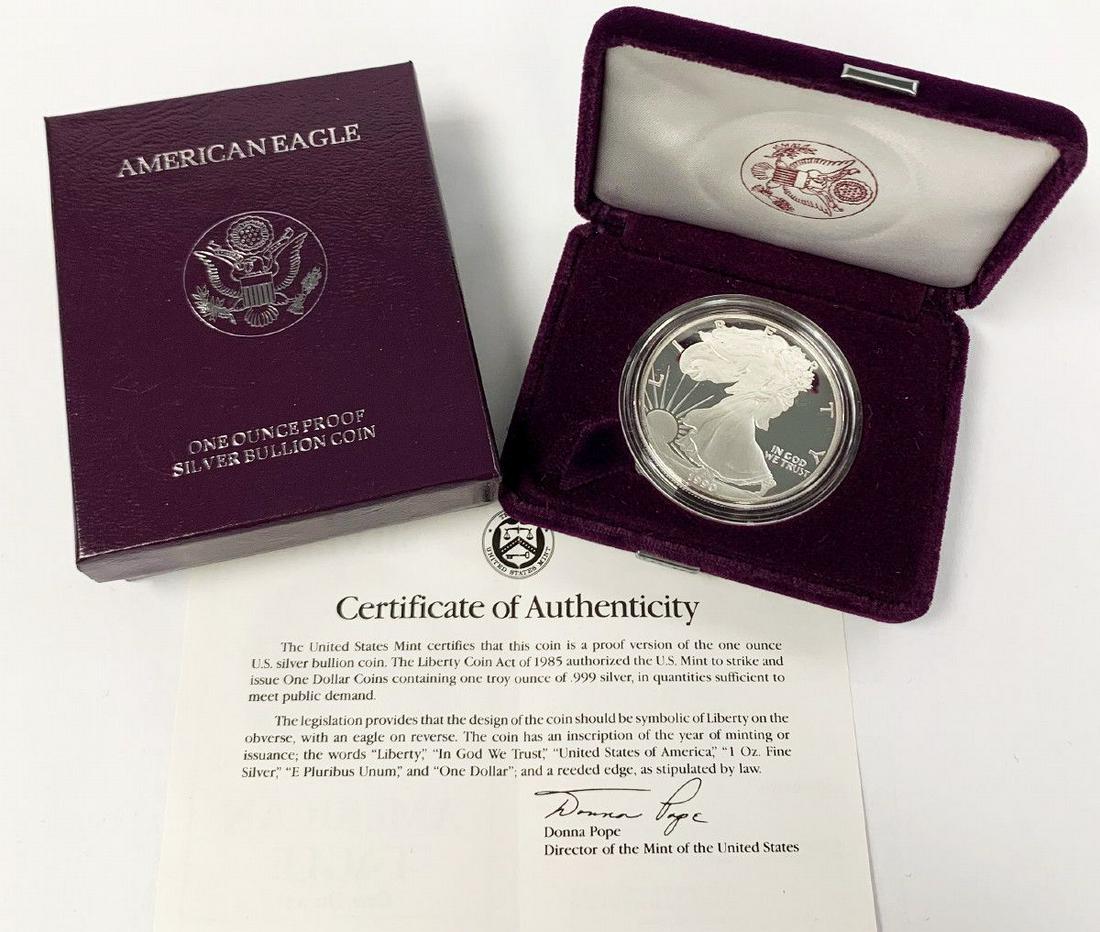 AMERICAN EAGLE
ONE OUNCE PROOF
SILVER BULLION COIN
LIBERTY
IN GOD
WE TRUST
1990
UNITED STATES MINT
Certificate of Authenticity
The United States Mint certifies that this coin is a proof version of the one ounce
U.S. silver bullion coin. The Liberty Coin Act of 1985 authorized the U.S. Mint to strike and
issue One Dollar Coins containing one troy ounce of .999 silver, in quantities sufficient to
meet public demand.
The legislation provides that the design of the coin should be symbolic of Liberty on the
obverse, with an eagle on reverse. The coin has an inscription of the year of minting or
issuance; the words “Liberty,” “In God We Trust,” “United States of America,” “1 Oz. Fine
Silver,” “E Pluribus Unum,” and “One Dollar”; and a reeded edge, as stipulated by law.
Donna Pope
Donna Pope
Director of the Mint of the United States